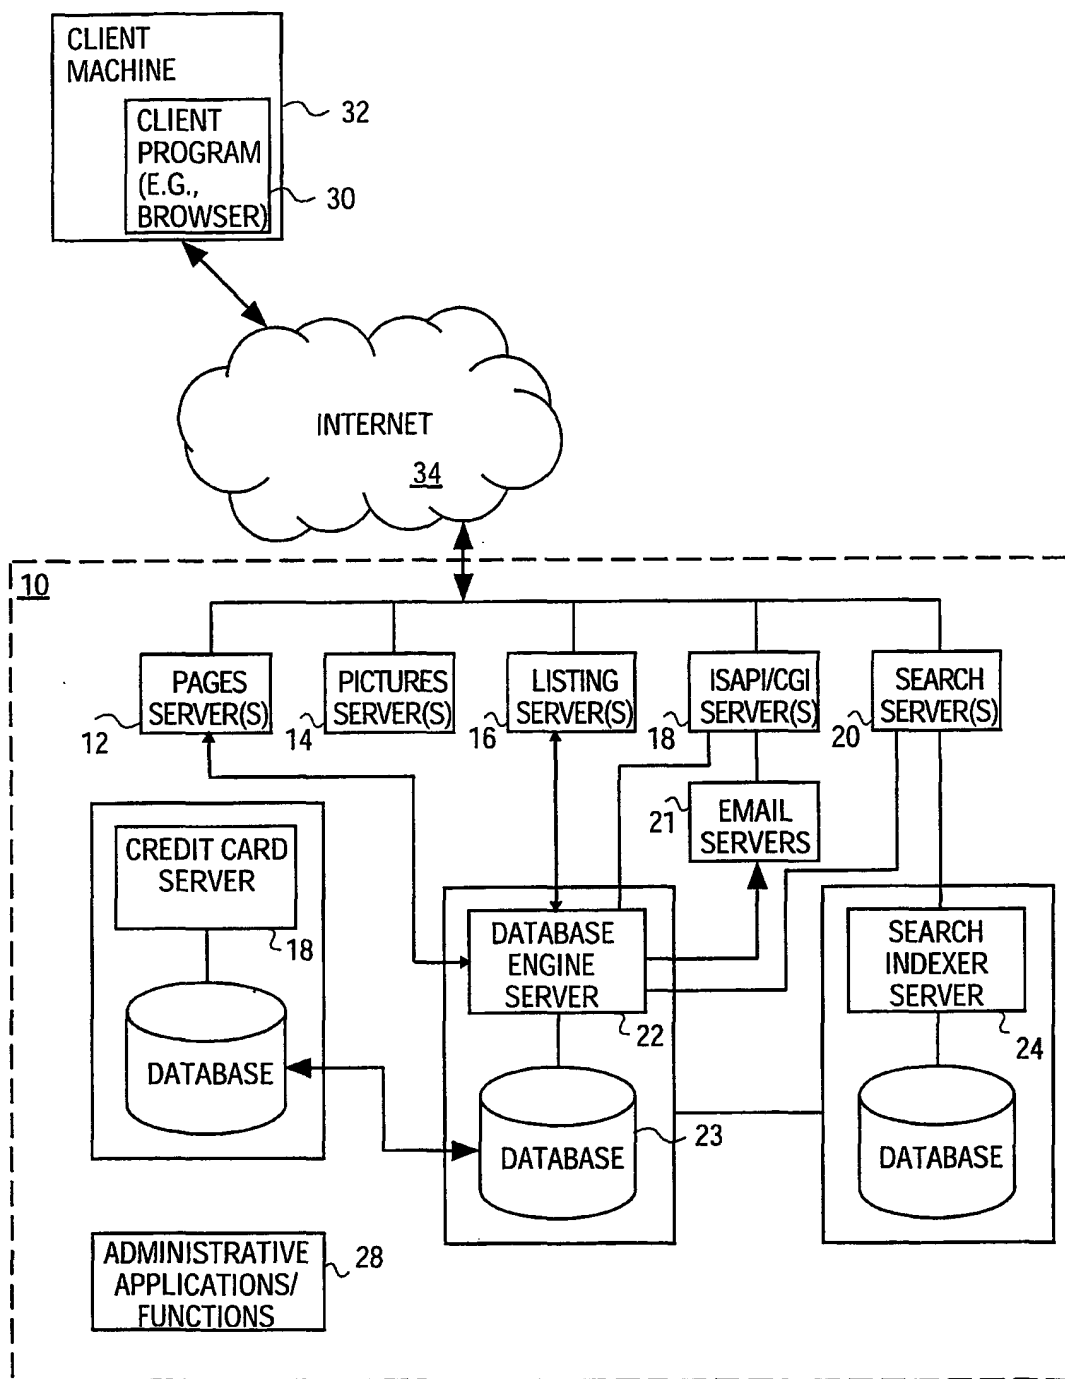 CLIENT
MACHINE
32
CLIENT
PROGRAM
(E.G.,
BROWSER)
30
INTERNET
34
10
PAGES
SERVER(S)
12
PICTURES
SERVER(S)
14
LISTING
SERVER(S)
16
ISAPI/CGI
SERVER(S)
18
SEARCH
SERVER(S)
20
EMAIL
SERVERS
21
CREDIT CARD
SERVER
18
DATABASE
DATABASE
ENGINE
SERVER
22
DATABASE
23
SEARCH
INDEXER
SERVER
24
DATABASE
ADMINISTRATIVE
APPLICATIONS/
FUNCTIONS
28